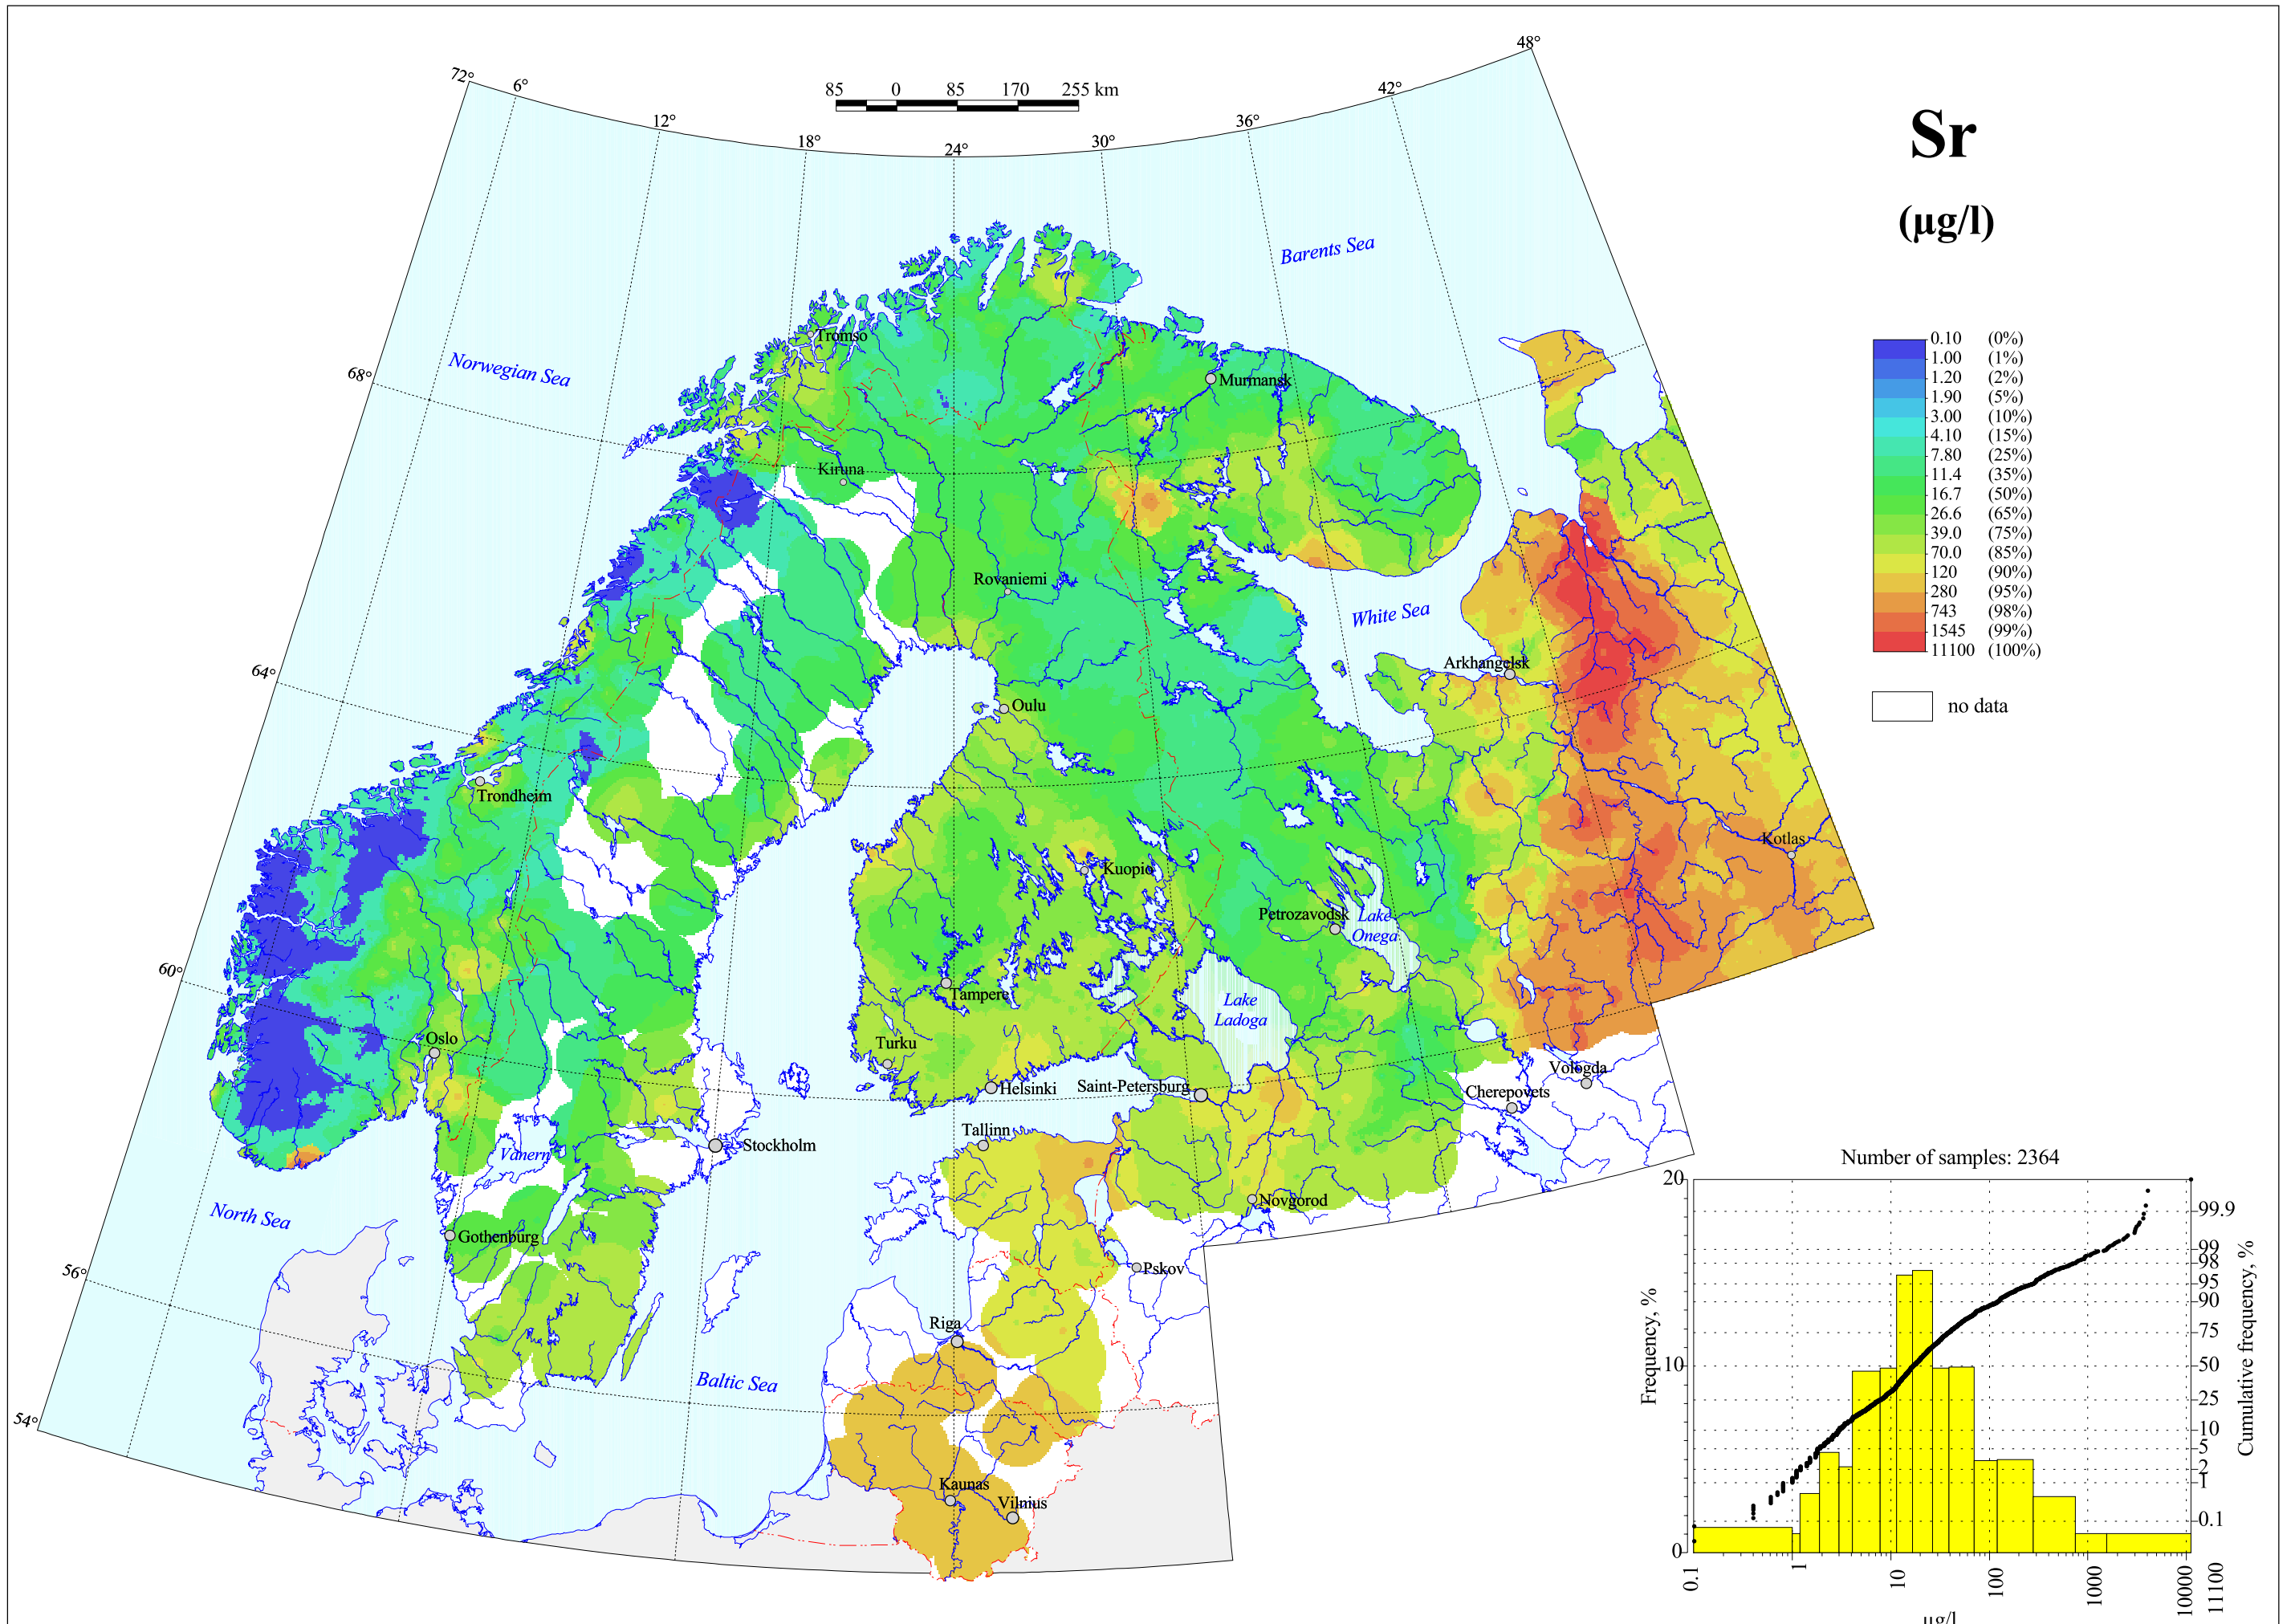 48°
72°
6°
42°
85 0 85 170 255 km
12°
36°
18°
30°
24°
Sr
(µg/l)
Barents Sea
Tromso
Norwegian Sea
68°
Murmansk
0.10 (0%)
1.00 (1%)
1.20 (2%)
1.90 (5%)
3.00 (10%)
4.10 (15%)
7.80 (25%)
11.4 (35%)
16.7 (50%)
26.6 (65%)
39.0 (75%)
70.0 (85%)
120 (90%)
280 (95%)
743 (98%)
1545 (99%)
11100 (100%)
no data
Kiruna
Rovaniemi
White Sea
Arkhangelsk
64°
Oulu
Trondheim
Kotlas
Kuopio
Petrozavodsk
Lake
Onega
60°
Tampere
Lake
Ladoga
Oslo
Turku
Helsinki
Saint-Petersburg
Vologda
Cherepovets
Tallinn
Stockholm
Vanern
Novgorod
North Sea
Gothenburg
Pskov
56°
Riga
Baltic Sea
54°
Kaunas
Vilnius
Number of samples: 2364
20
10
0
Frequency, %
99.9
99
98
95
90
75
50
25
10
5
2
1
0.1
Cumulative frequency, %
0.1
1
10
100
1000
10000
11100
µg/l